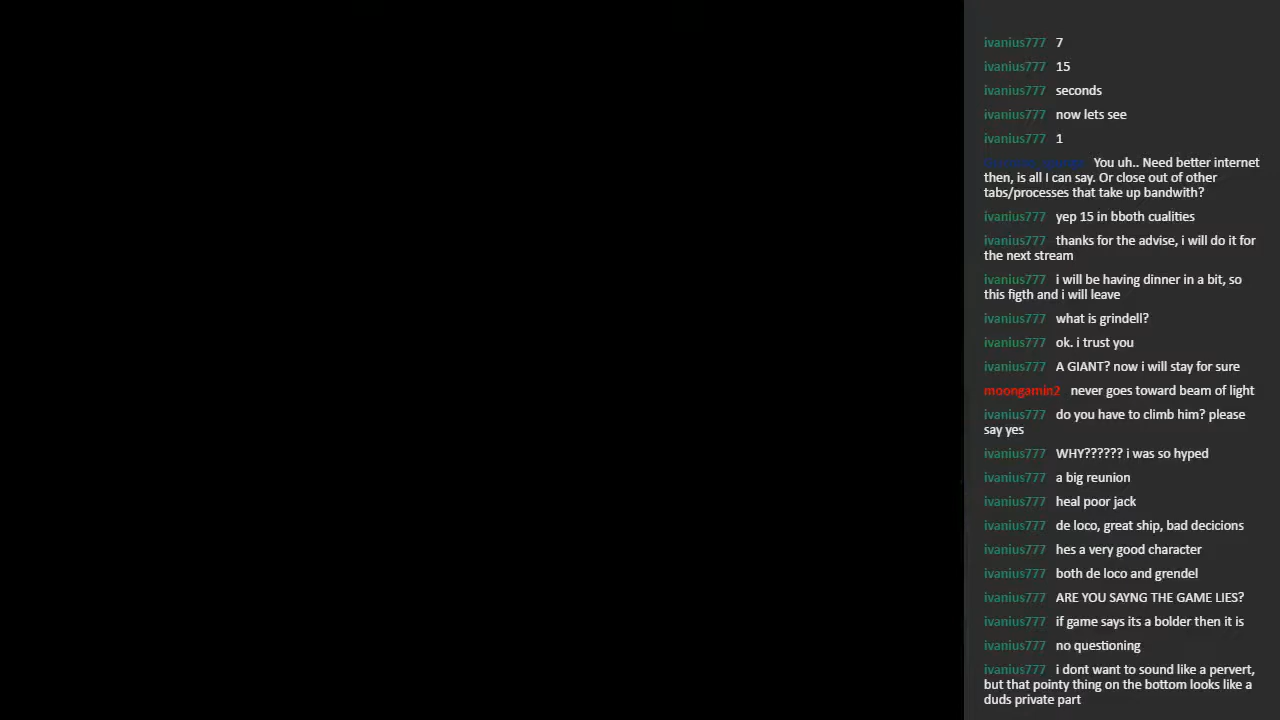 ivanius777 7
ivanius777 15
ivanius777 seconds
ivanius777 now lets see
ivanius777 1
You uh.. Need better internet
then, is all I can say. Or close out of other
tabs/processes that take up bandwith?
ivanius777 yep 15 in bboth cualities
ivanius777 thanks for the advise, i will do it for
the next stream
ivanius777 i will be having dinner in a bit, so
this figth and i will leave
ivanius777 what is grindell?
ivanius777 ok. i trust you
ivanius777 A GIANT? now i will stay for sure
moongamin2 never goes toward beam of light
ivanius777 do you have to climb him? please
say yes
ivanius777 WHY?????? i was so hyped
ivanius777 a big reunion
ivanius777 heal poor jack
ivanius777 de loco, great ship, bad decicions
ivanius777 hes a very good character
ivanius777 both de loco and grendel
ivanius777 ARE YOU SAYNG THE GAME LIES?
ivanius777 if game says its a bolder then it is
ivanius777 no questioning
ivanius777 i dont want to sound like a pervert,
but that pointy thing on the bottom looks like a
duds private part